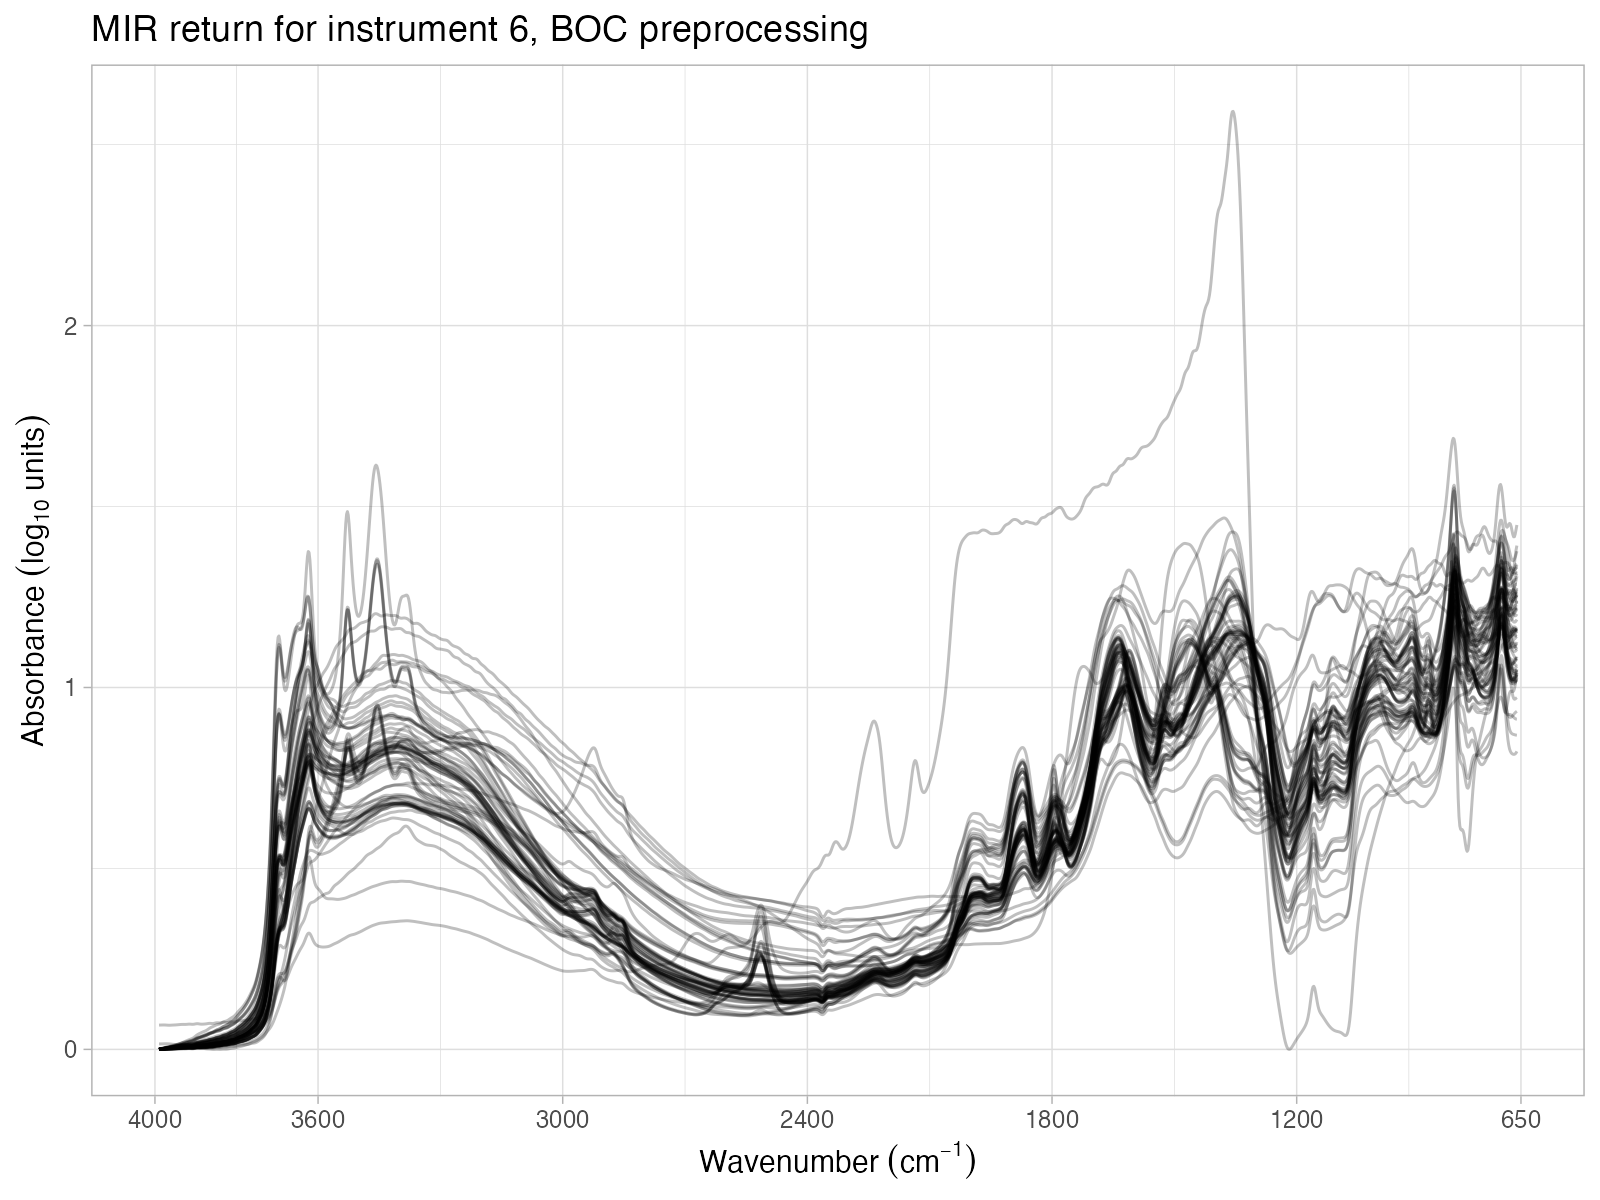 MIR return for instrument 6, BOC preprocessing
Absorbance (log₁₀ units)
2
1
0
4000 3600 3000 2400 1800 1200 650
Wavenumber (cm⁻¹)